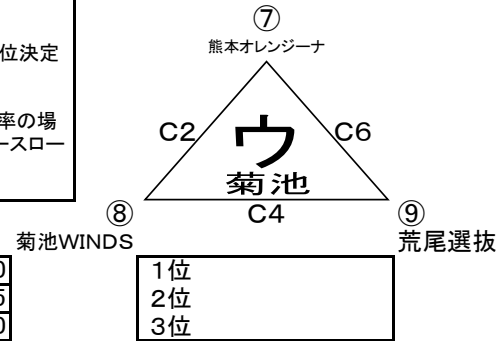 位決定
率の場
ースロー
⑦
熊本オレンジーナ
C2
C6
ウ
菊池
C4
⑧
⑨
菊池WINDS
荒尾選抜
1位
2位
3位